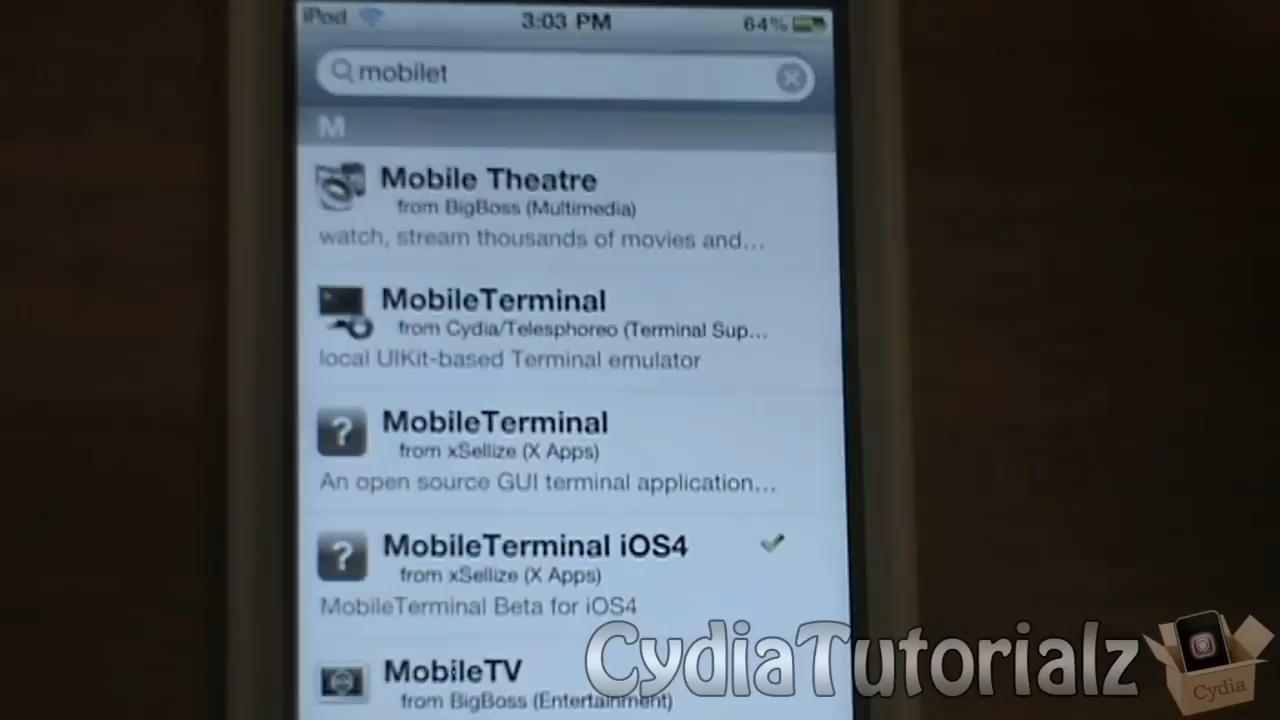 iPod 3:03 PM 64%
mobilet
M
Mobile Theatre
from BigBoss (Multimedia)
watch, stream thousands of movies and...
MobileTerminal
from Cydia/Telesphoreo (Terminal Sup...
local UIKit-based Terminal emulator
?
MobileTerminal
from xSellize (X Apps)
An open source GUI terminal application...
?
MobileTerminal iOS4
from xSellize (X Apps)
MobileTerminal Beta for iOS4
MobileTV
from BigBoss (Entertainment)
CydiaTutorialz
Cydia